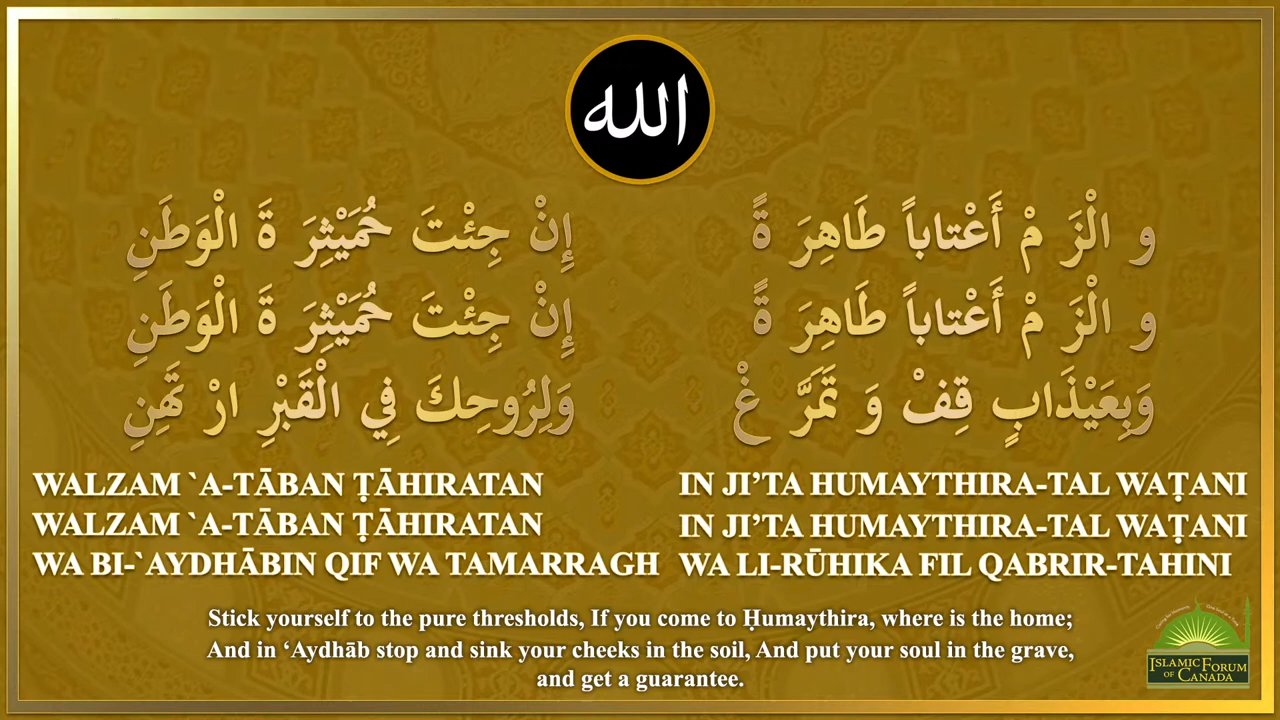 الله
و الْزَ مْ أَعْتاباً طَاهِرَ ةً إِنْ جِئْتَ حُمَيْثِرَ ةَ الْوَطَنِ
و الْزَ مْ أَعْتاباً طَاهِرَ ةً إِنْ جِئْتَ حُمَيْثِرَ ةَ الْوَطَنِ
وَبِعَيْذَابٍ قِفْ وَ تَمَرَّ غْ وَلِرُوحِكَ فِي الْقَبْرِ ارْ تَهَنِ
WALZAM `A-TĀBAN ṬĀHIRATAN IN JI’TA HUMAYTHIRA-TAL WAṬANI
WALZAM `A-TĀBAN ṬĀHIRATAN IN JI’TA HUMAYTHIRA-TAL WAṬANI
WA BI-`AYDHĀBIN QIF WA TAMARRAGH WA LI-RŪHIKA FIL QABRIR-TAHINI
Stick yourself to the pure thresholds, If you come to Ḥumaythira, where is the home;
And in ‘Aydhāb stop and sink your cheeks in the soil, And put your soul in the grave,
and get a guarantee.
ISLAMIC FORUM
OF CANADA